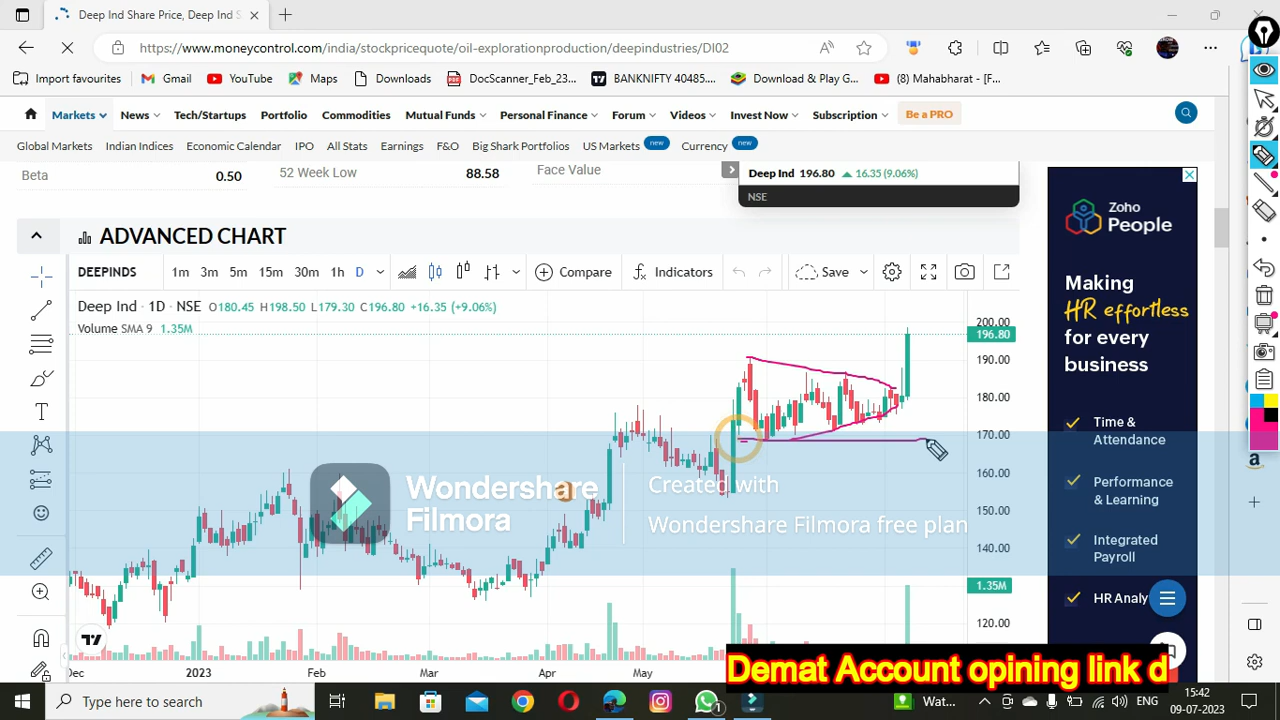 Deep Ind Share Price, Deep Ind S
https://www.moneycontrol.com/india/stockpricequote/oil-explorationproduction/deepindustries/DI02
Import favourites Gmail YouTube Maps Downloads DocScanner_Feb_23... BANKNIFTY 40485.... Download & Play G... (8) Mahabharat - [F...
Markets News Tech/Startups Portfolio Commodities Mutual Funds Personal Finance Forum Videos Invest Now Subscription Be a PRO
Global Markets Indian Indices Economic Calendar IPO All Stats Earnings F&O Big Shark Portfolios US Markets new Currency new
Beta 0.50 52 Week Low 88.58 Face Value
Deep Ind 196.80 16.35 (9.06%)
NSE
ADVANCED CHART
DEEPINDS 1m 3m 5m 15m 30m 1h D Compare Indicators Save
Deep Ind · 1D · NSE O180.45 H198.50 L179.30 C196.80 +16.35 (+9.06%)
Volume SMA 9 1.35M
200.00
196.80
190.00
180.00
170.00
160.00
150.00
140.00
1.35M
120.00
Dec 2023 Feb Mar Apr May
Wondershare
Filmora
Created with
Wondershare Filmora free plan
Zoho
People
Making
HR effortless
for every
business
Time &
Attendance
Performance
& Learning
Integrated
Payroll
HR Analy
Demat Account opining link d
Type here to search
Wat...
15:42
09-07-2023